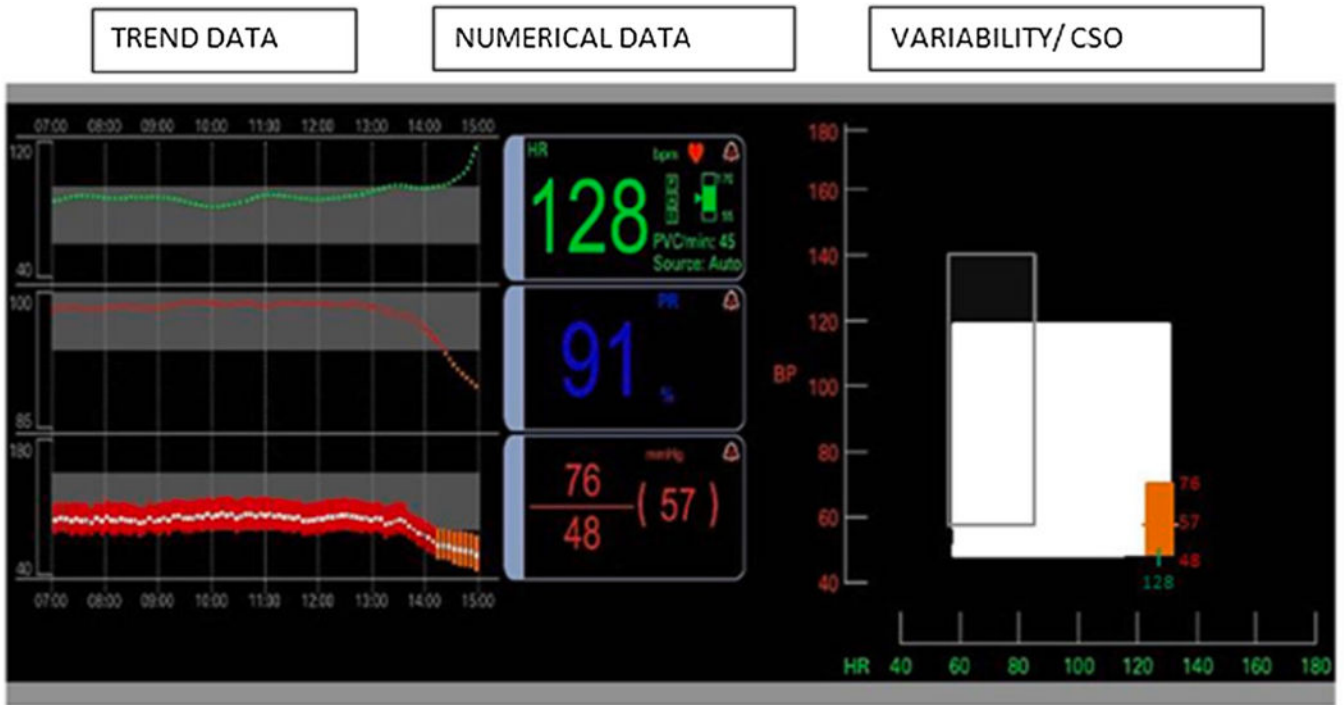 TREND DATA
NUMERICAL DATA
VARIABILITY/ CSO
07:00 08:00 09:00 10:00 11:00 12:00 13:00 14:00 15:00
120
40
100
85
180
40
07:00 08:00 09:00 10:00 11:00 12:00 13:00 14:00 15:00
HR bpm
128
PVC/min: 45
Source: Auto
PR
91
%
mmHg
76
48
( 57 )
180
160
140
120
BP 100
80
60
40
76
57
48
128
HR 40 60 80 100 120 140 160 180